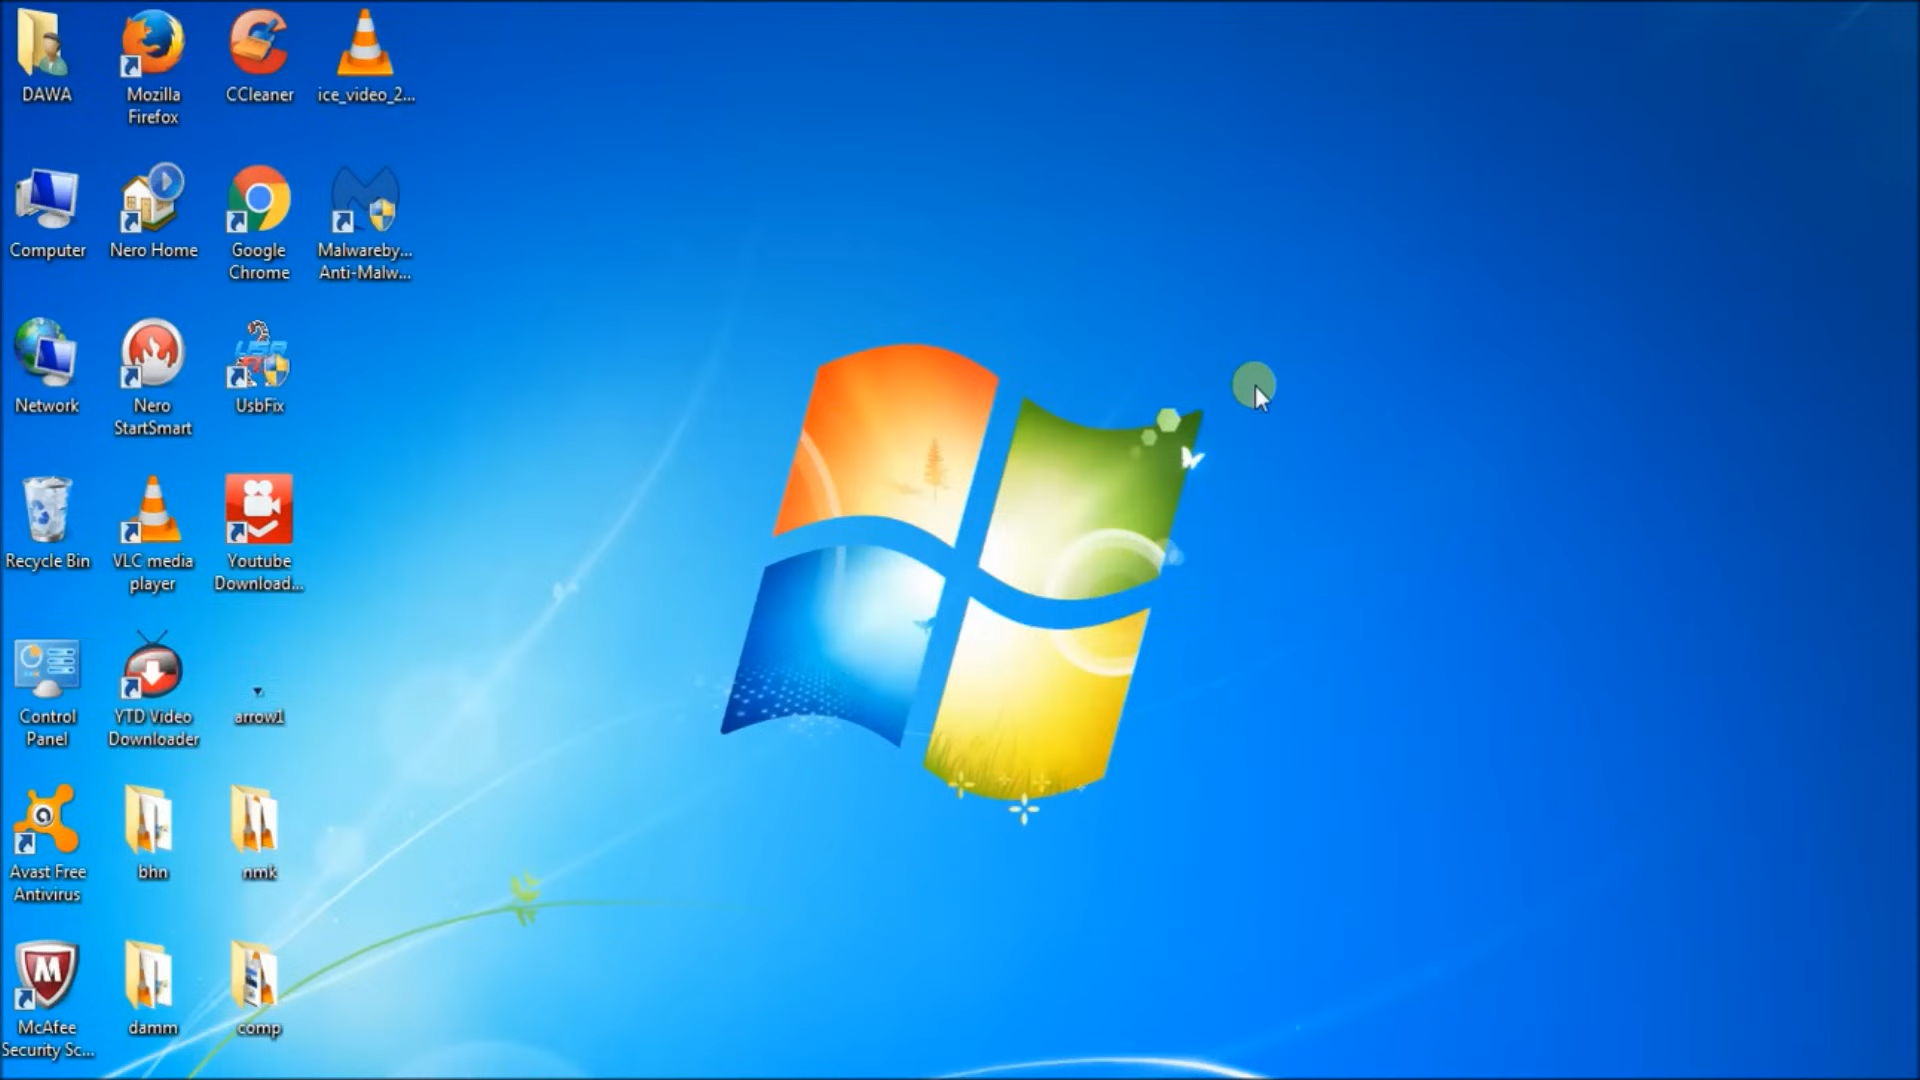 DAWA
Mozilla
Firefox
CCleaner
ice_video_2...
Computer
Nero Home
Google
Chrome
Malwareby...
Anti-Malw...
Network
Nero
StartSmart
UsbFix
Recycle Bin
VLC media
player
Youtube
Download...
Control
Panel
YTD Video
Downloader
arrow1
Avast Free
Antivirus
bhn
nmk
McAfee
Security Sc...
damm
comp